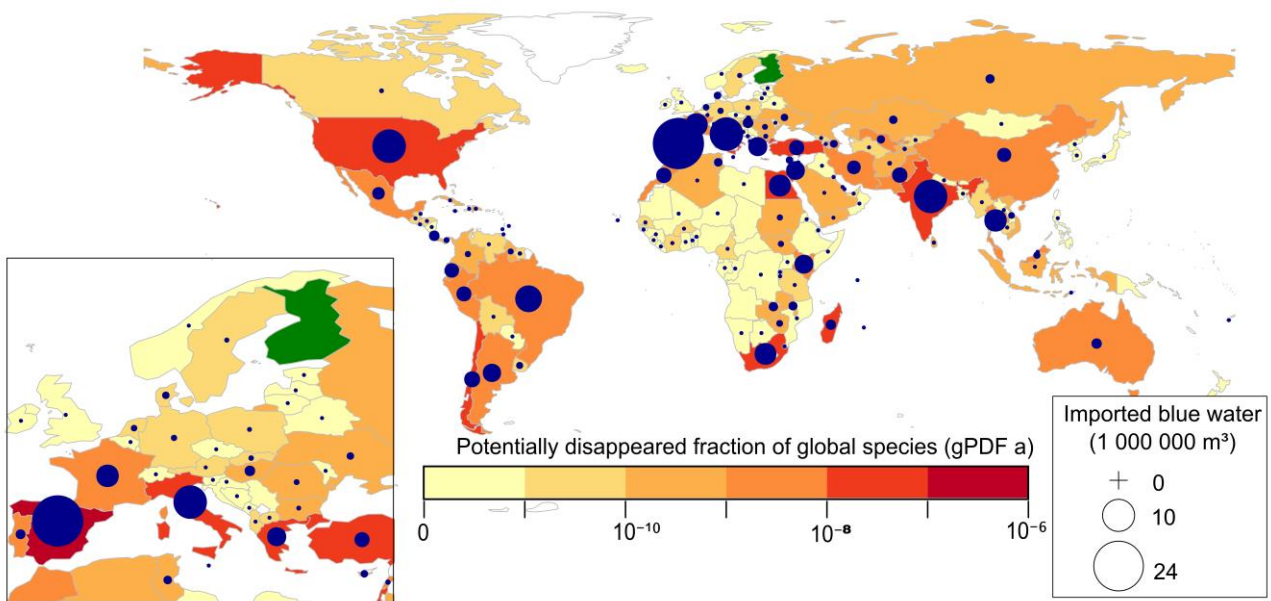 Potentially disappeared fraction of global species (gPDF a)
0
10⁻¹⁰
10⁻⁸
10⁻⁶
Imported blue water
(1 000 000 m³)
0
10
24